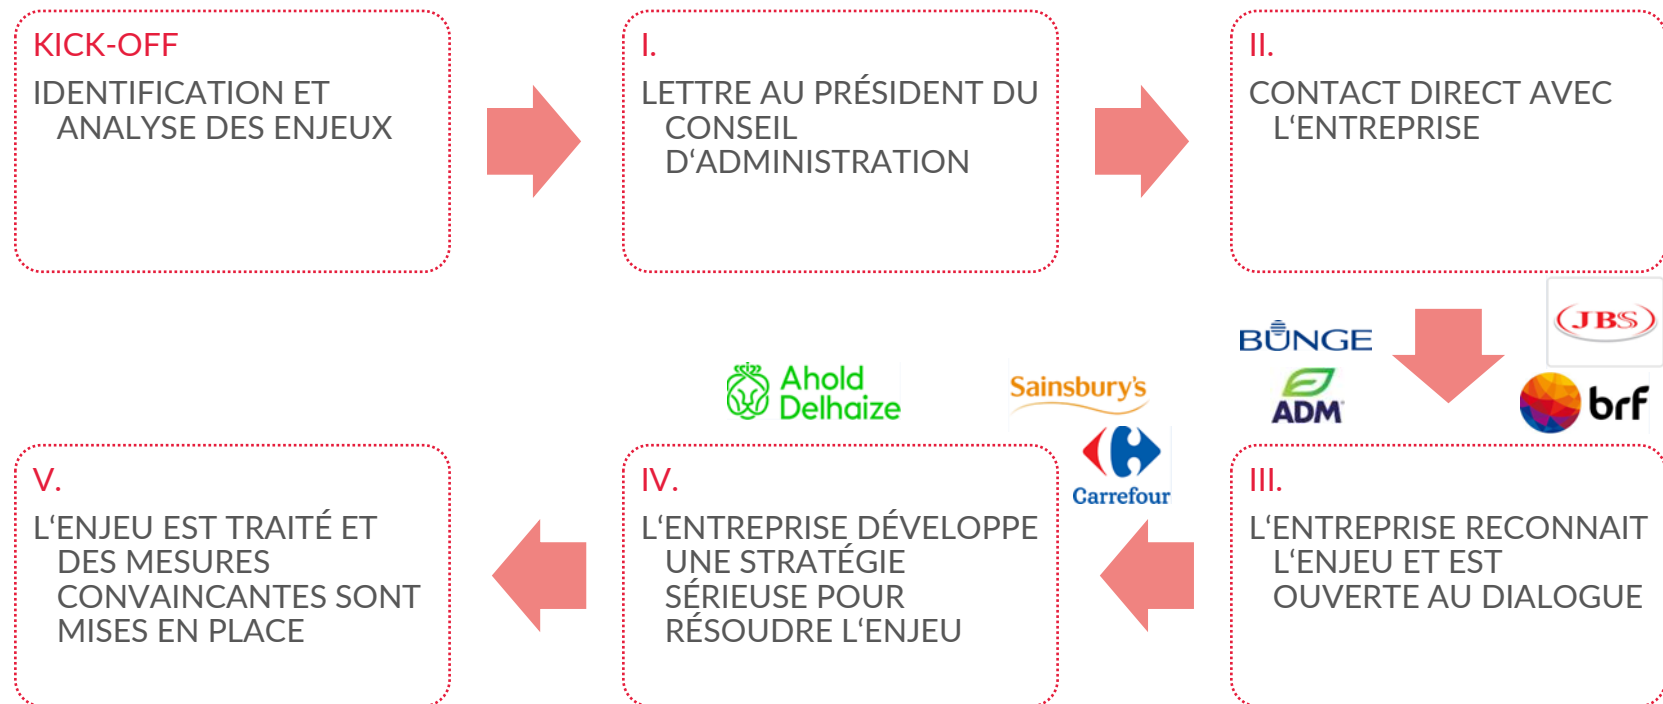 KICK-OFF
IDENTIFICATION ET
ANALYSE DES ENJEUX
I.
LETTRE AU PRÉSIDENT DU
CONSEIL
D‘ADMINISTRATION
II.
CONTACT DIRECT AVEC
L‘ENTREPRISE
BUNGE
JBS
ADM
brf
III.
L‘ENTREPRISE RECONNAIT
L‘ENJEU ET EST
OUVERTE AU DIALOGUE
Ahold
Delhaize
Sainsbury's
Carrefour
IV.
L‘ENTREPRISE DÉVELOPPE
UNE STRATÉGIE
SÉRIEUSE POUR
RÉSOUDRE L‘ENJEU
V.
L‘ENJEU EST TRAITÉ ET
DES MESURES
CONVAINCANTES SONT
MISES EN PLACE